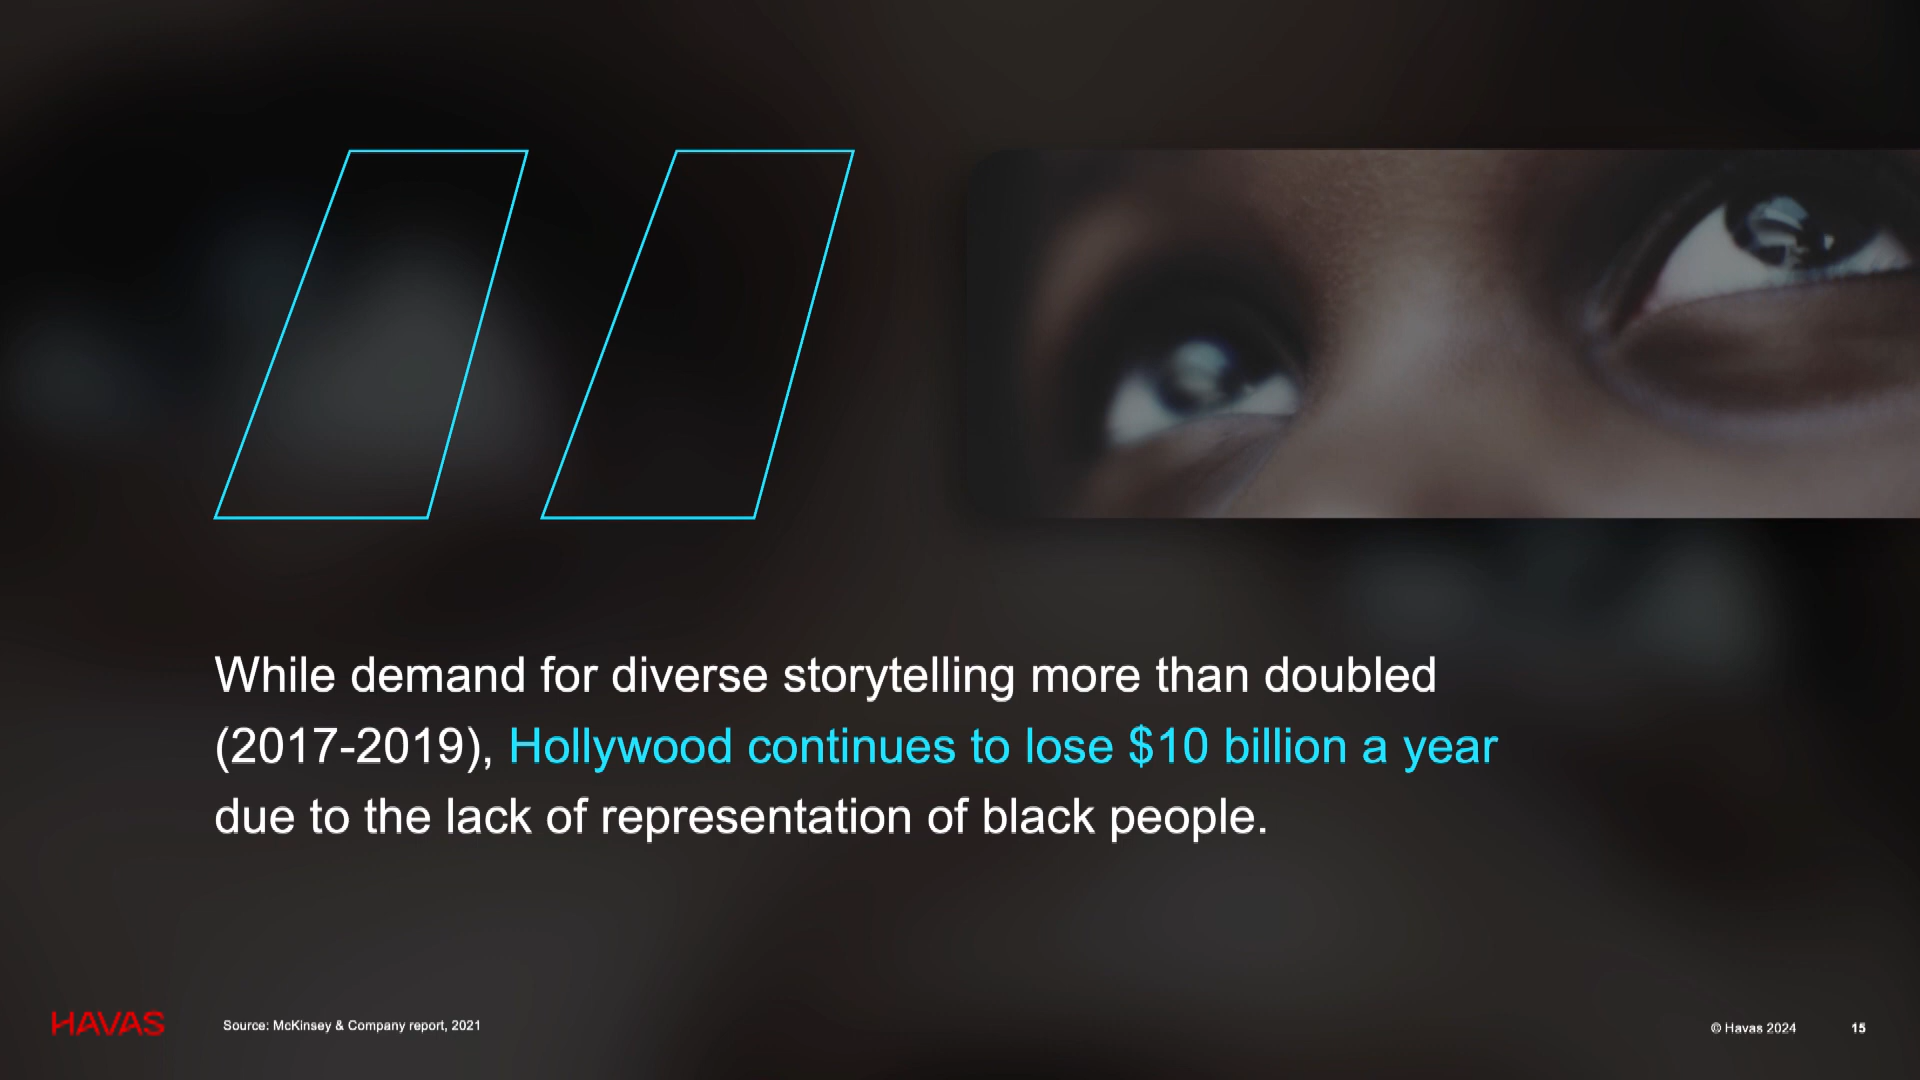 While demand for diverse storytelling more than doubled
(2017-2019), Hollywood continues to lose $10 billion a year
due to the lack of representation of black people.
HAVAS
Source: McKinsey & Company report, 2021
© Havas 2024
15